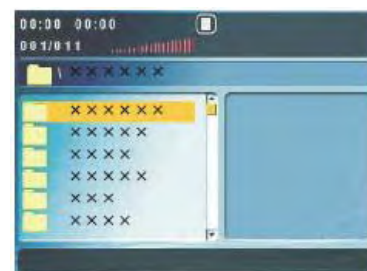 00:00 00:00
001/011
\ × × × × × ×
× × × × × ×
× × × × ×
× × × ×
× × × × ×
× × ×
× × × ×